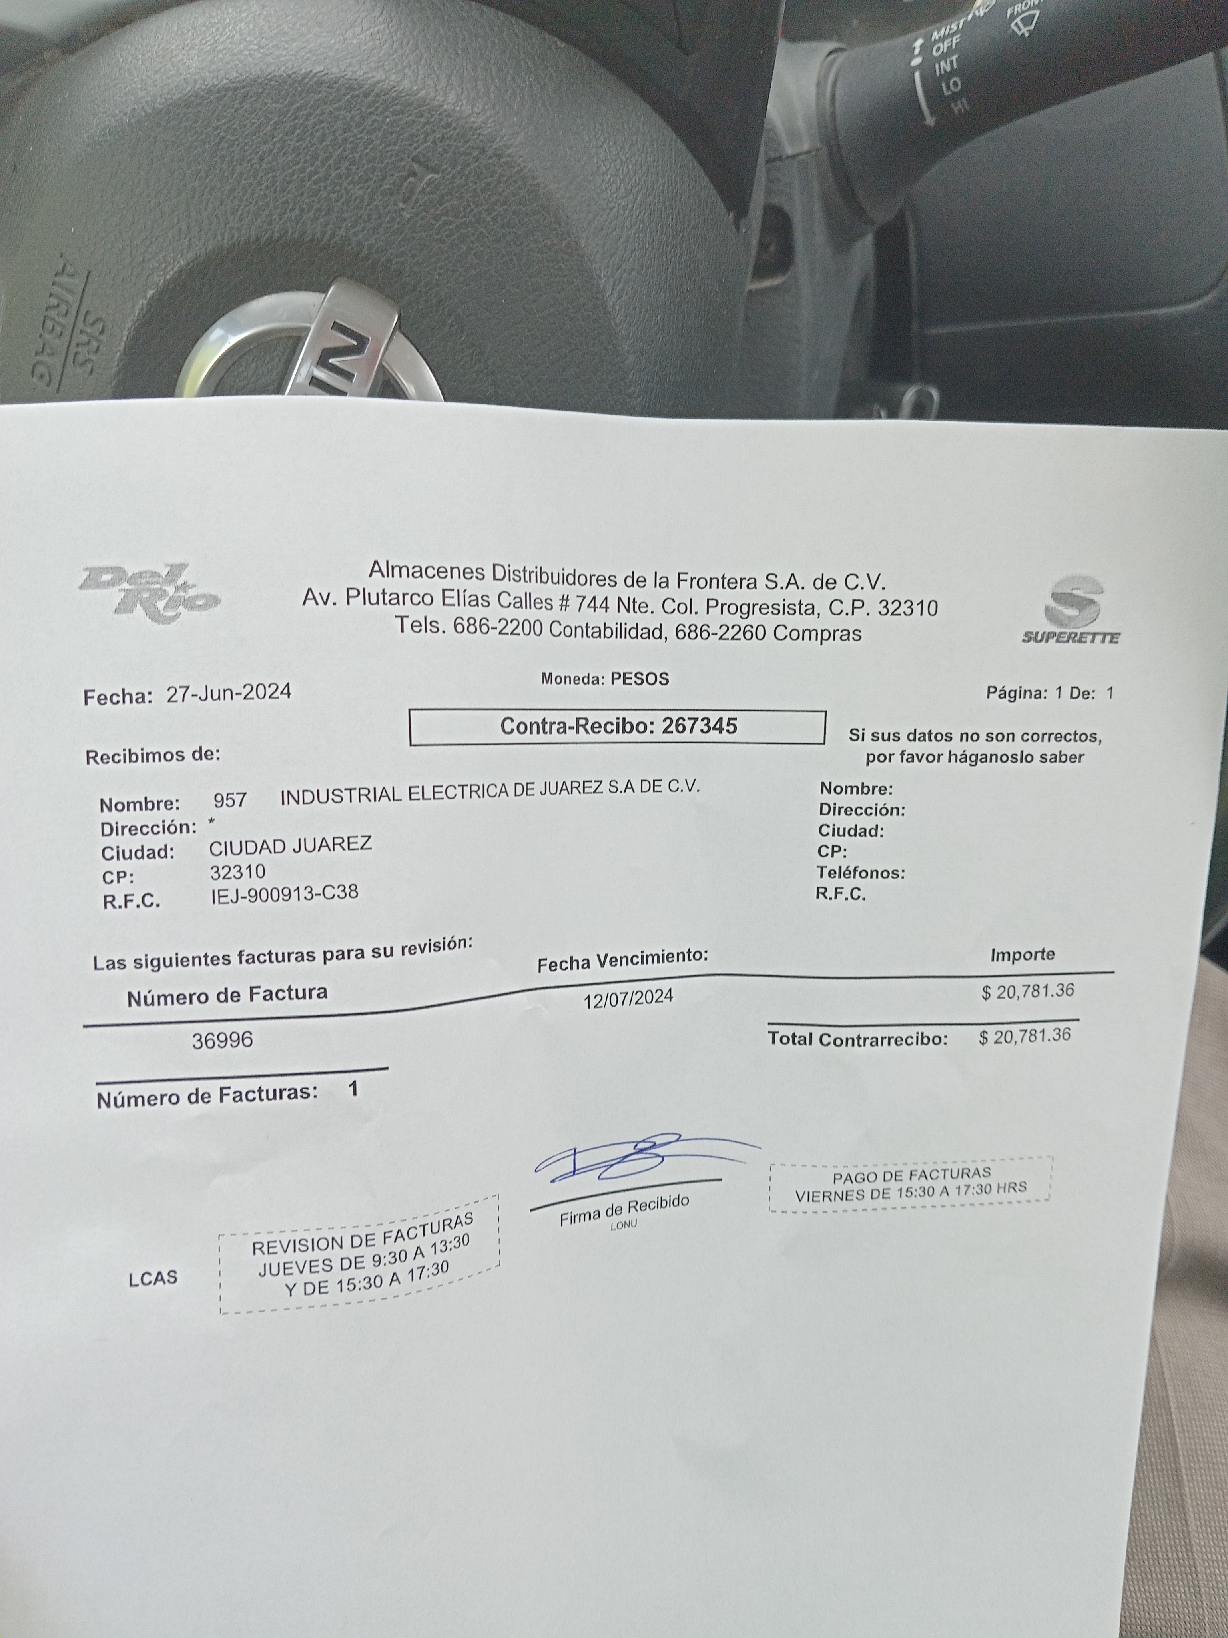 MIST
OFF
INT
LO
HI
FRON
SRS
AIRBAG
NI
Del Rio
Almacenes Distribuidores de la Frontera S.A. de C.V.
Av. Plutarco Elías Calles # 744 Nte. Col. Progresista, C.P. 32310
Tels. 686-2200 Contabilidad, 686-2260 Compras
S
SUPERETTE
Fecha: 27-Jun-2024
Moneda: PESOS
Página: 1 De: 1
Contra-Recibo: 267345
Si sus datos no son correctos,
por favor háganoslo saber
Recibimos de:
Nombre: 957 INDUSTRIAL ELECTRICA DE JUAREZ S.A DE C.V.
Dirección: *
Ciudad: CIUDAD JUAREZ
CP: 32310
R.F.C. IEJ-900913-C38
Nombre:
Dirección:
Ciudad:
CP:
Teléfonos:
R.F.C.
Las siguientes facturas para su revisión:
Número de Factura
Fecha Vencimiento:
Importe
36996
12/07/2024
$ 20,781.36
Total Contrarrecibo: $ 20,781.36
Número de Facturas: 1
Firma de Recibido
LONU
PAGO DE FACTURAS
VIERNES DE 15:30 A 17:30 HRS
LCAS
REVISION DE FACTURAS
JUEVES DE 9:30 A 13:30
Y DE 15:30 A 17:30